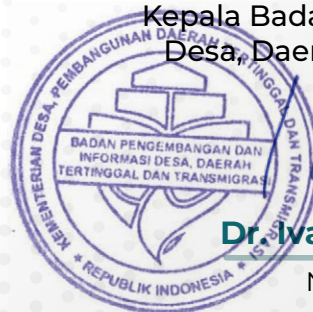 Kepala Bada
Desa, Daer
KEMENTERIAN DESA, PEMBANGUNAN DAERAH TERTINGGAL DAN TRANSMIGRASI
BADAN PENGEMBANGAN DAN
INFORMASI DESA, DAERAH
TERTINGGAL DAN TRANSMIGRASI
REPUBLIK INDONESIA
Dr. Iva
N